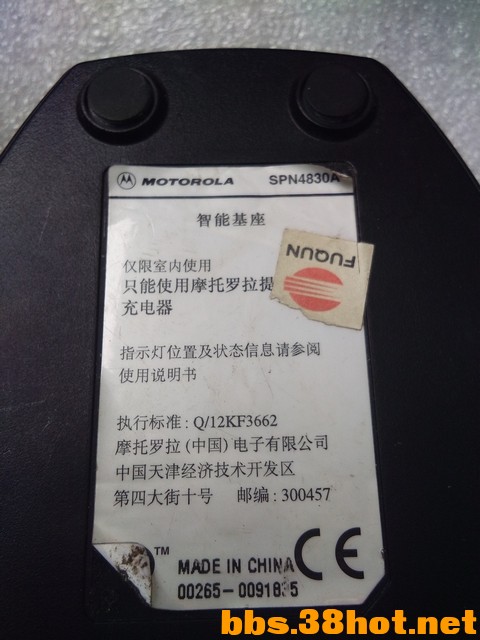 MOTOROLA SPN4830A
智能基座
FUQUN
仅限室内使用
只能使用摩托罗拉提
充电器
指示灯位置及状态信息请参阅
使用说明书
执行标准: Q/12KF3662
摩托罗拉 (中国) 电子有限公司
中国天津经济技术开发区
第四大街十号 邮编: 300457
TM
MADE IN CHINA CE
bbs.38hot.net